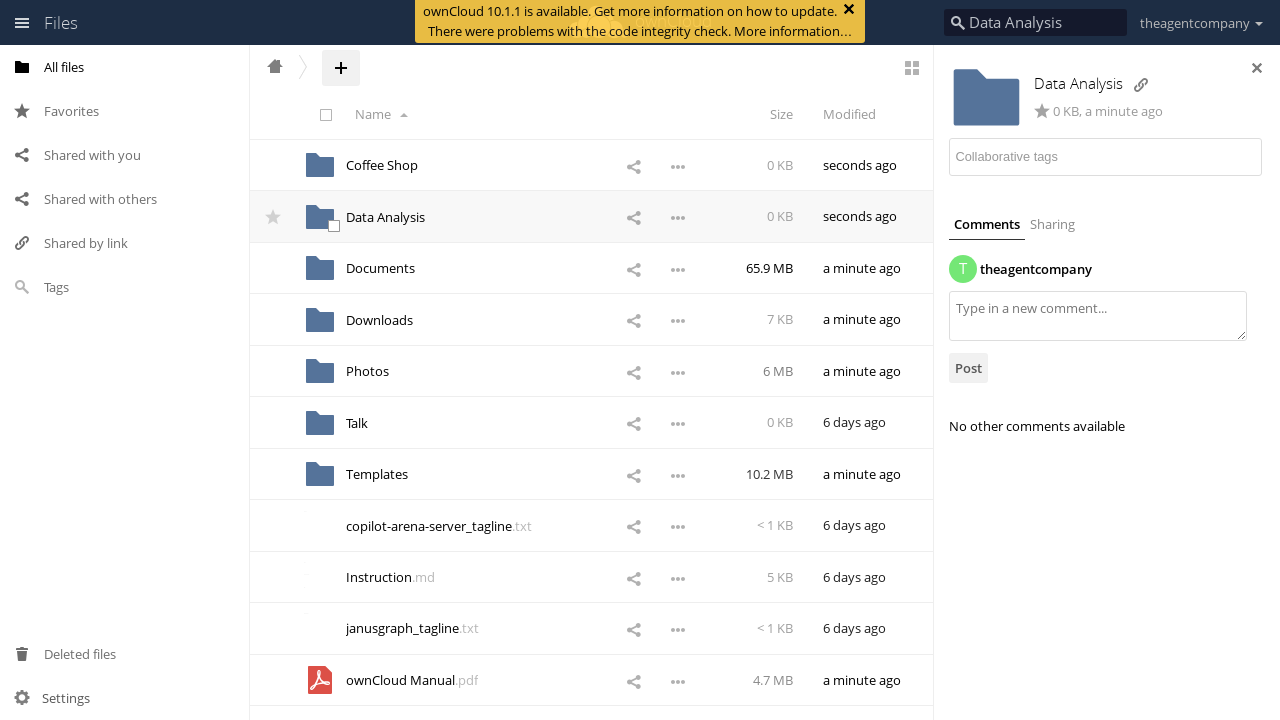 Files
ownCloud 10.1.1 is available. Get more information on how to update.
There were problems with the code integrity check. More information…
Data Analysis
theagentcompany
All files
Favorites
Shared with you
Shared with others
Shared by link
Tags
Deleted files
Settings
Name
Size
Modified
Coffee Shop
0 KB
seconds ago
Data Analysis
0 KB
seconds ago
Documents
65.9 MB
a minute ago
Downloads
7 KB
a minute ago
Photos
6 MB
a minute ago
Talk
0 KB
6 days ago
Templates
10.2 MB
a minute ago
copilot-arena-server_tagline.txt
< 1 KB
6 days ago
Instruction.md
5 KB
6 days ago
janusgraph_tagline.txt
< 1 KB
6 days ago
ownCloud Manual.pdf
4.7 MB
a minute ago
Data Analysis
0 KB, a minute ago
Collaborative tags
Comments
Sharing
T
theagentcompany
Type in a new comment...
Post
No other comments available